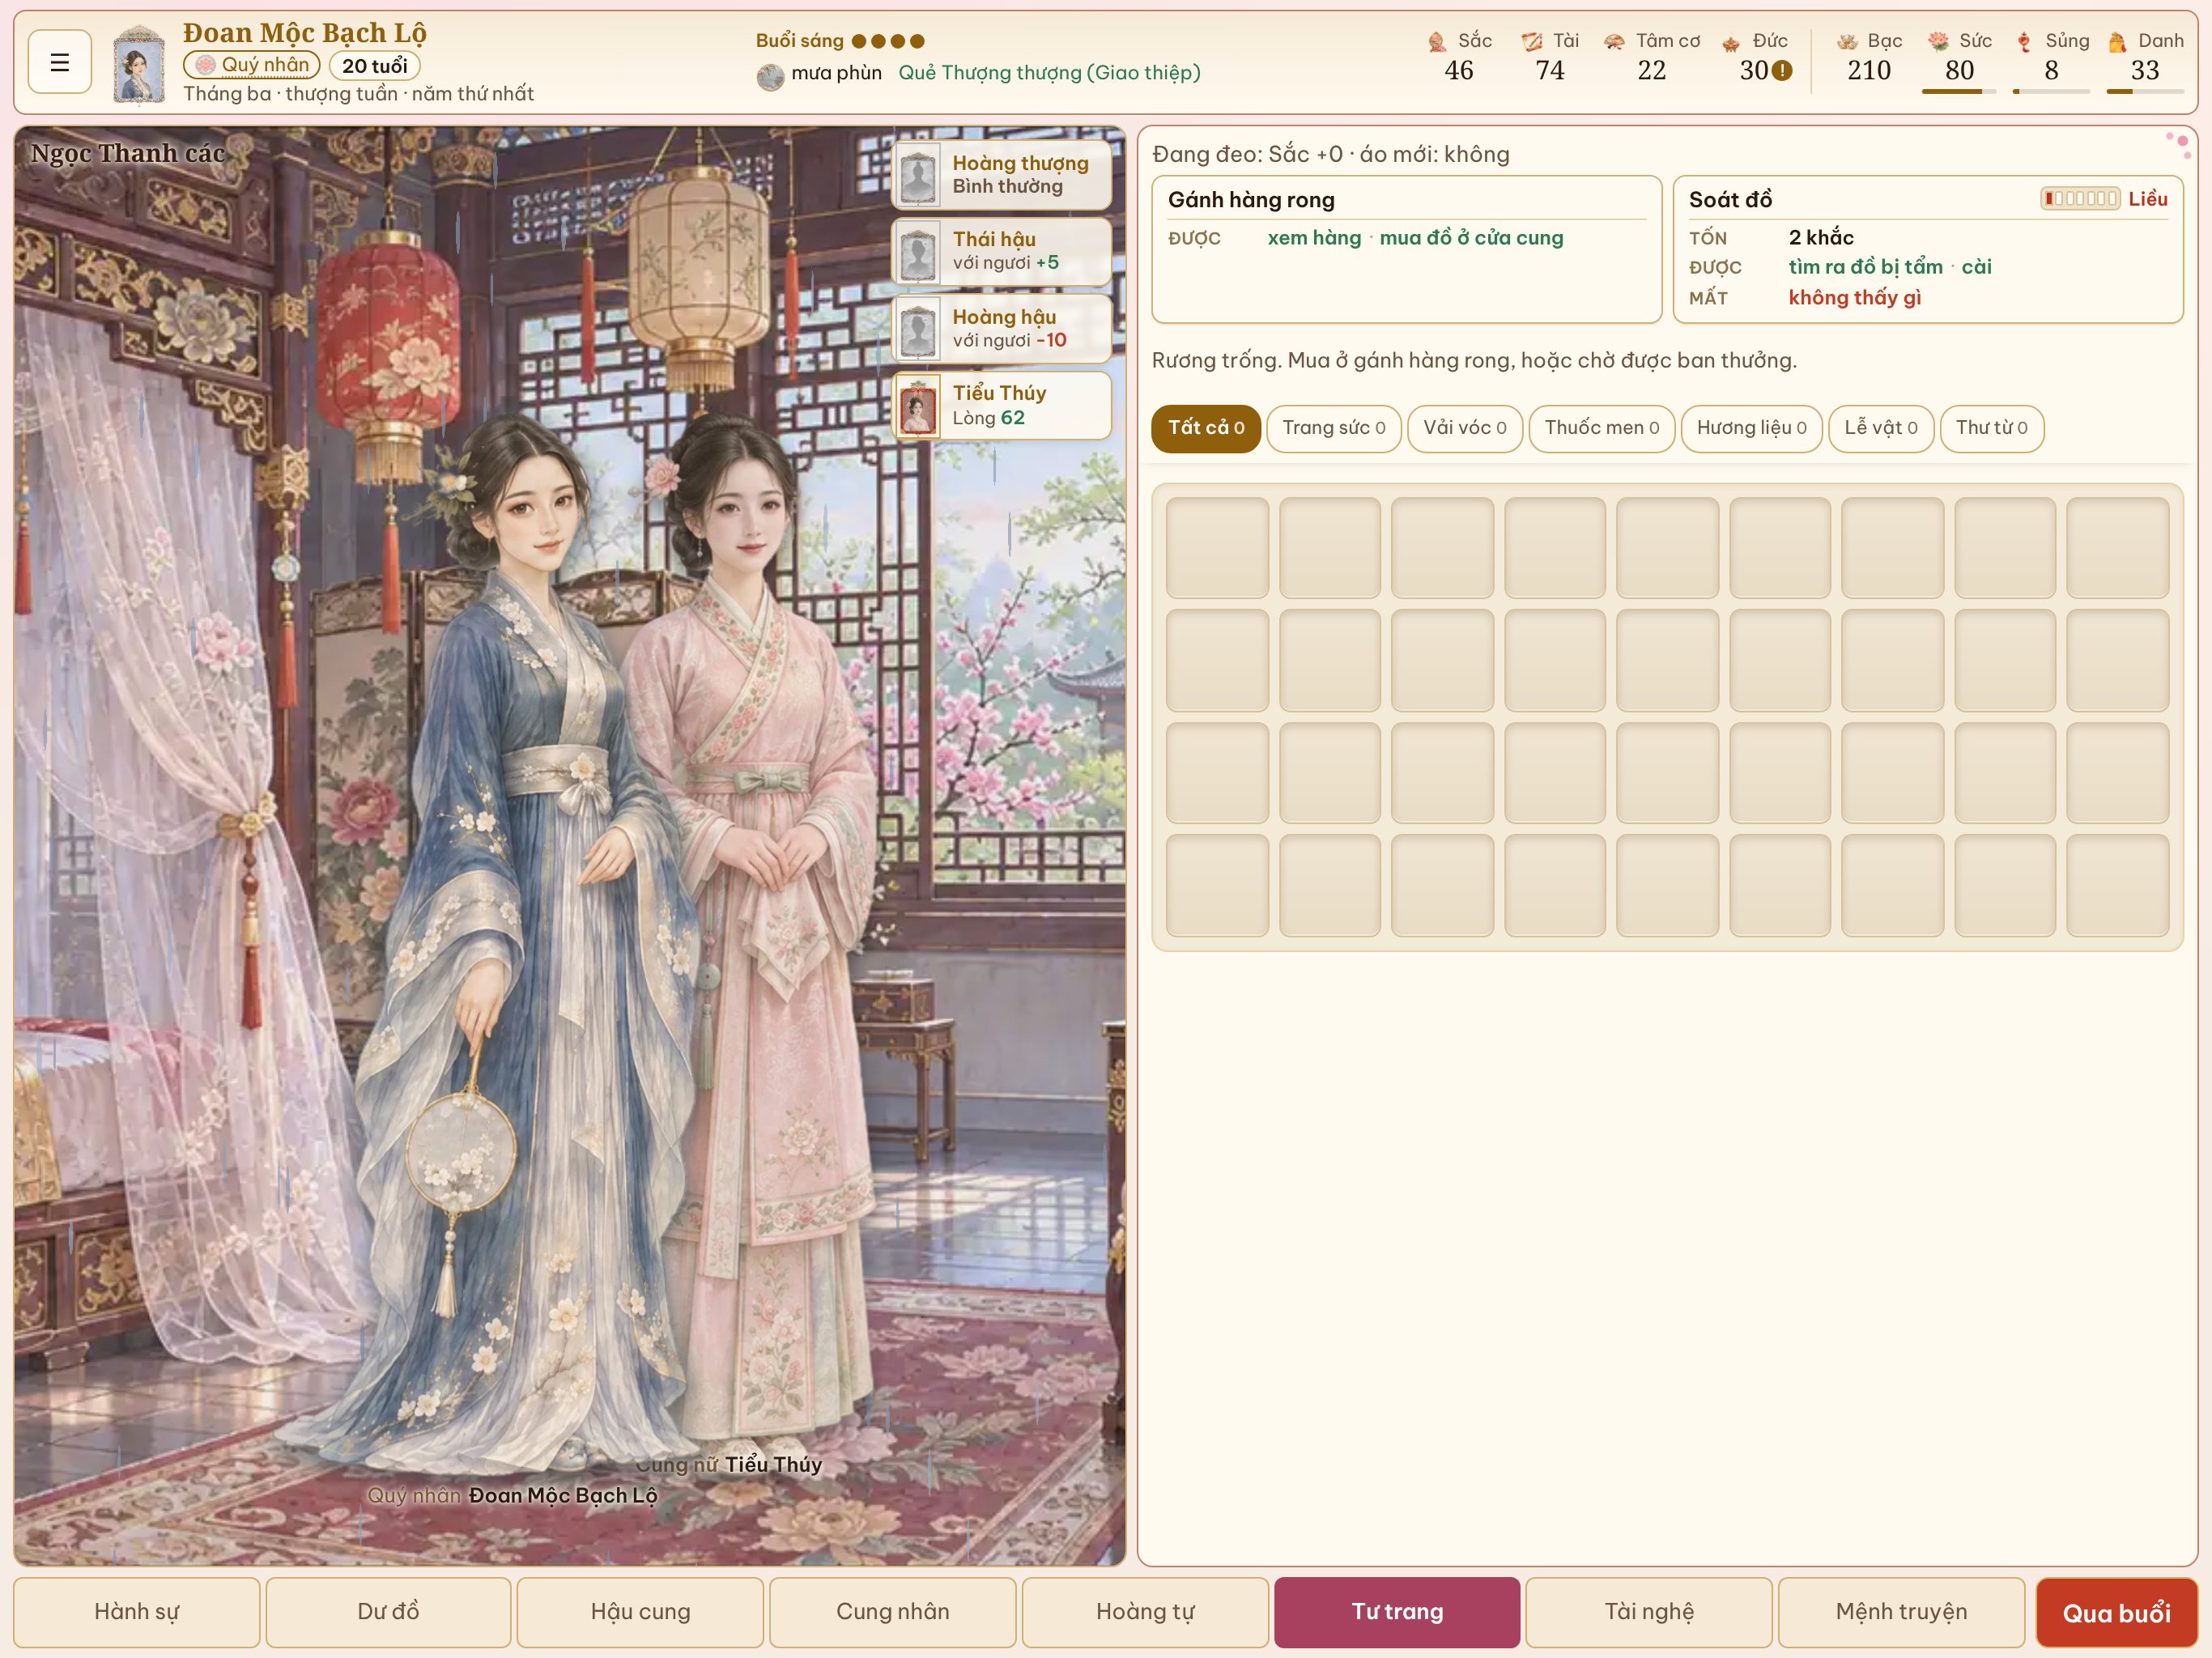 ☰
Đoan Mộc Bạch Lộ
Quý nhân 20 tuổi
Tháng ba · thượng tuần · năm thứ nhất
Buổi sáng
mưa phùn Quẻ Thượng thượng (Giao thiệp)
Sắc Tài Tâm cơ Đức Bạc Sức Sủng Danh
46 74 22 30 ! 210 80 8 33
Ngọc Thanh các
Hoàng thượng
Bình thường
Thái hậu
với ngươi +5
Hoàng hậu
với ngươi -10
Tiểu Thúy
Lòng 62
Cung nữ Tiểu Thúy
Quý nhân Đoan Mộc Bạch Lộ
Đang đeo: Sắc +0 · áo mới: không
Gánh hàng rong
ĐƯỢC xem hàng · mua đồ ở cửa cung
Soát đồ Liều
TỐN 2 khắc
ĐƯỢC tìm ra đồ bị tẩm · cài
MẤT không thấy gì
Rương trống. Mua ở gánh hàng rong, hoặc chờ được ban thưởng.
Tất cả 0 Trang sức 0 Vải vóc 0 Thuốc men 0 Hương liệu 0 Lễ vật 0 Thư từ 0
Hành sự Dư đồ Hậu cung Cung nhân Hoàng tự Tư trang Tài nghệ Mệnh truyện Qua buổi